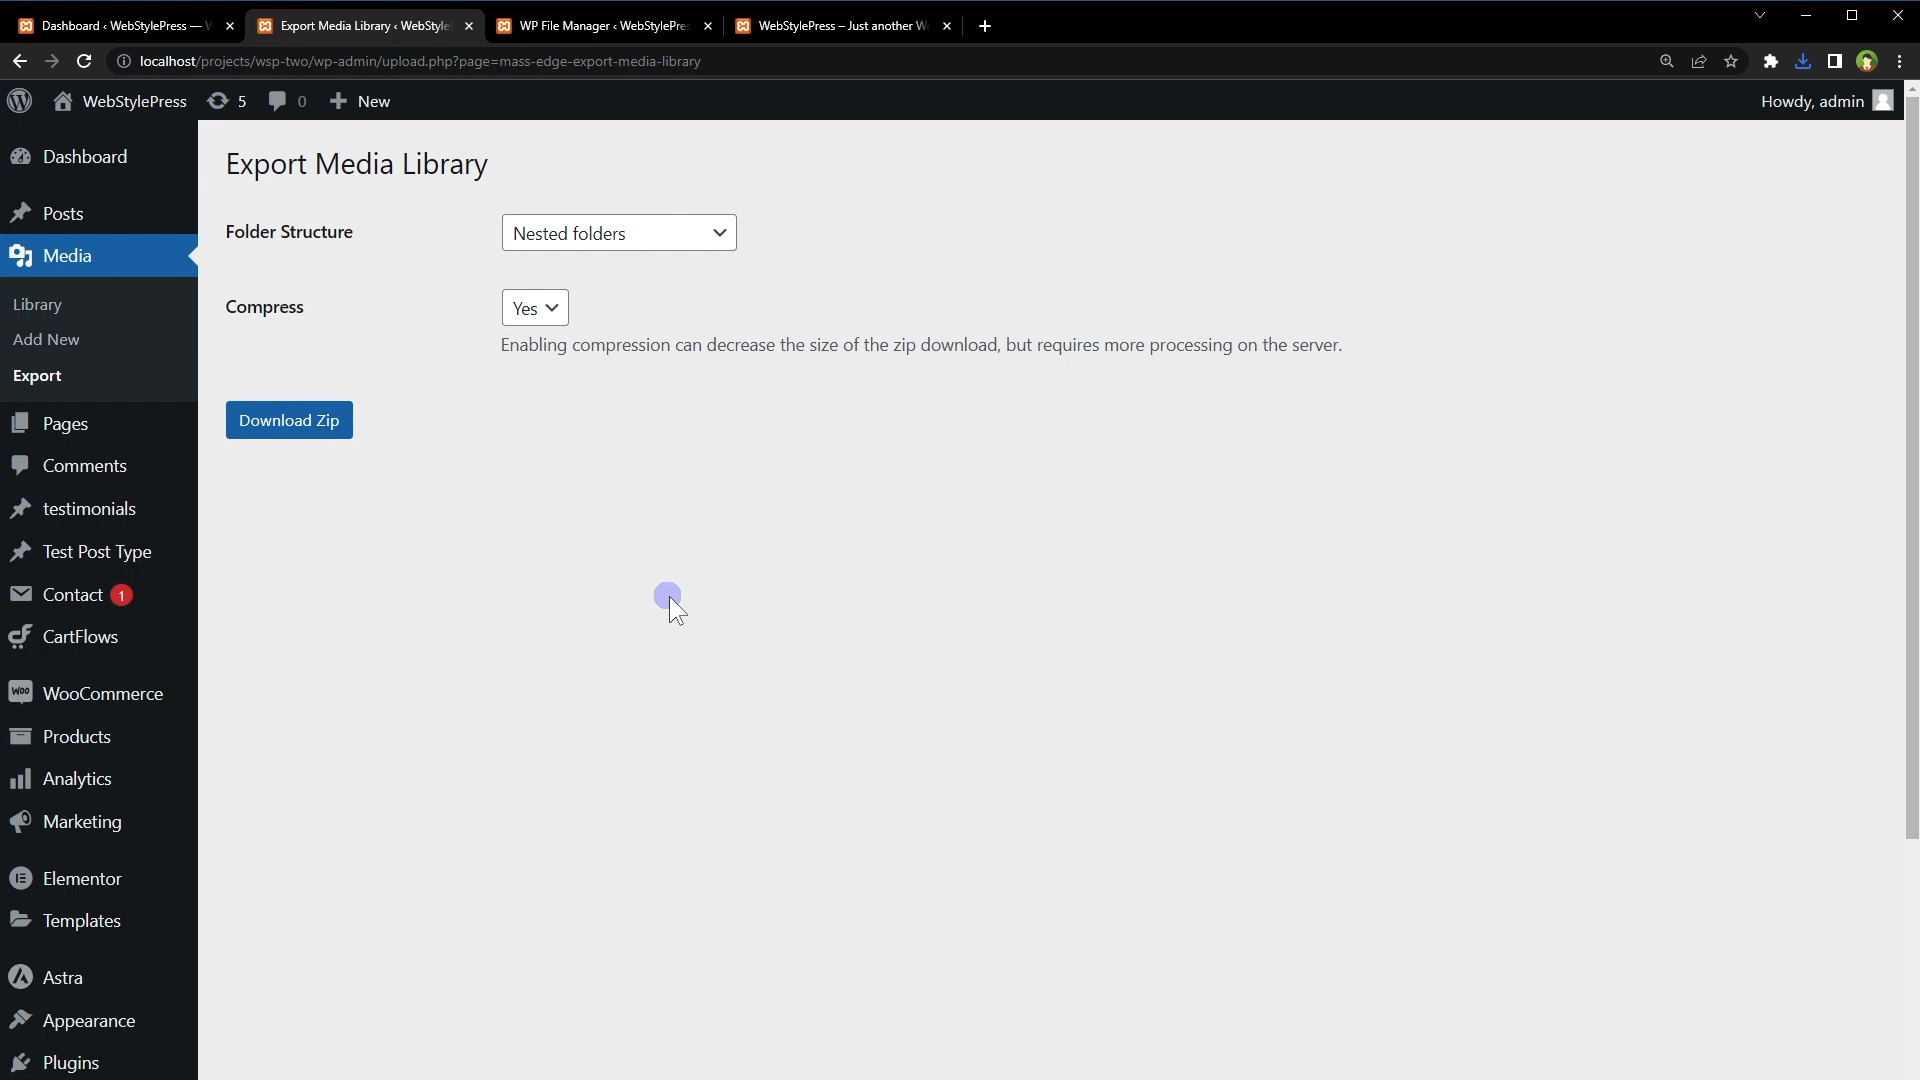 Dashboard ‹ WebStylePress —
Export Media Library ‹ WebStyle
WP File Manager ‹ WebStylePre
WebStylePress – Just another W
localhost/projects/wsp-two/wp-admin/upload.php?page=mass-edge-export-media-library
WebStylePress
5
0
New
Howdy, admin
Dashboard
Posts
Media
Library
Add New
Export
Pages
Comments
testimonials
Test Post Type
Contact 1
CartFlows
WOO WooCommerce
Products
Analytics
Marketing
Elementor
Templates
Astra
Appearance
Plugins
Export Media Library
Folder Structure
Nested folders
Compress
Yes
Enabling compression can decrease the size of the zip download, but requires more processing on the server.
Download Zip